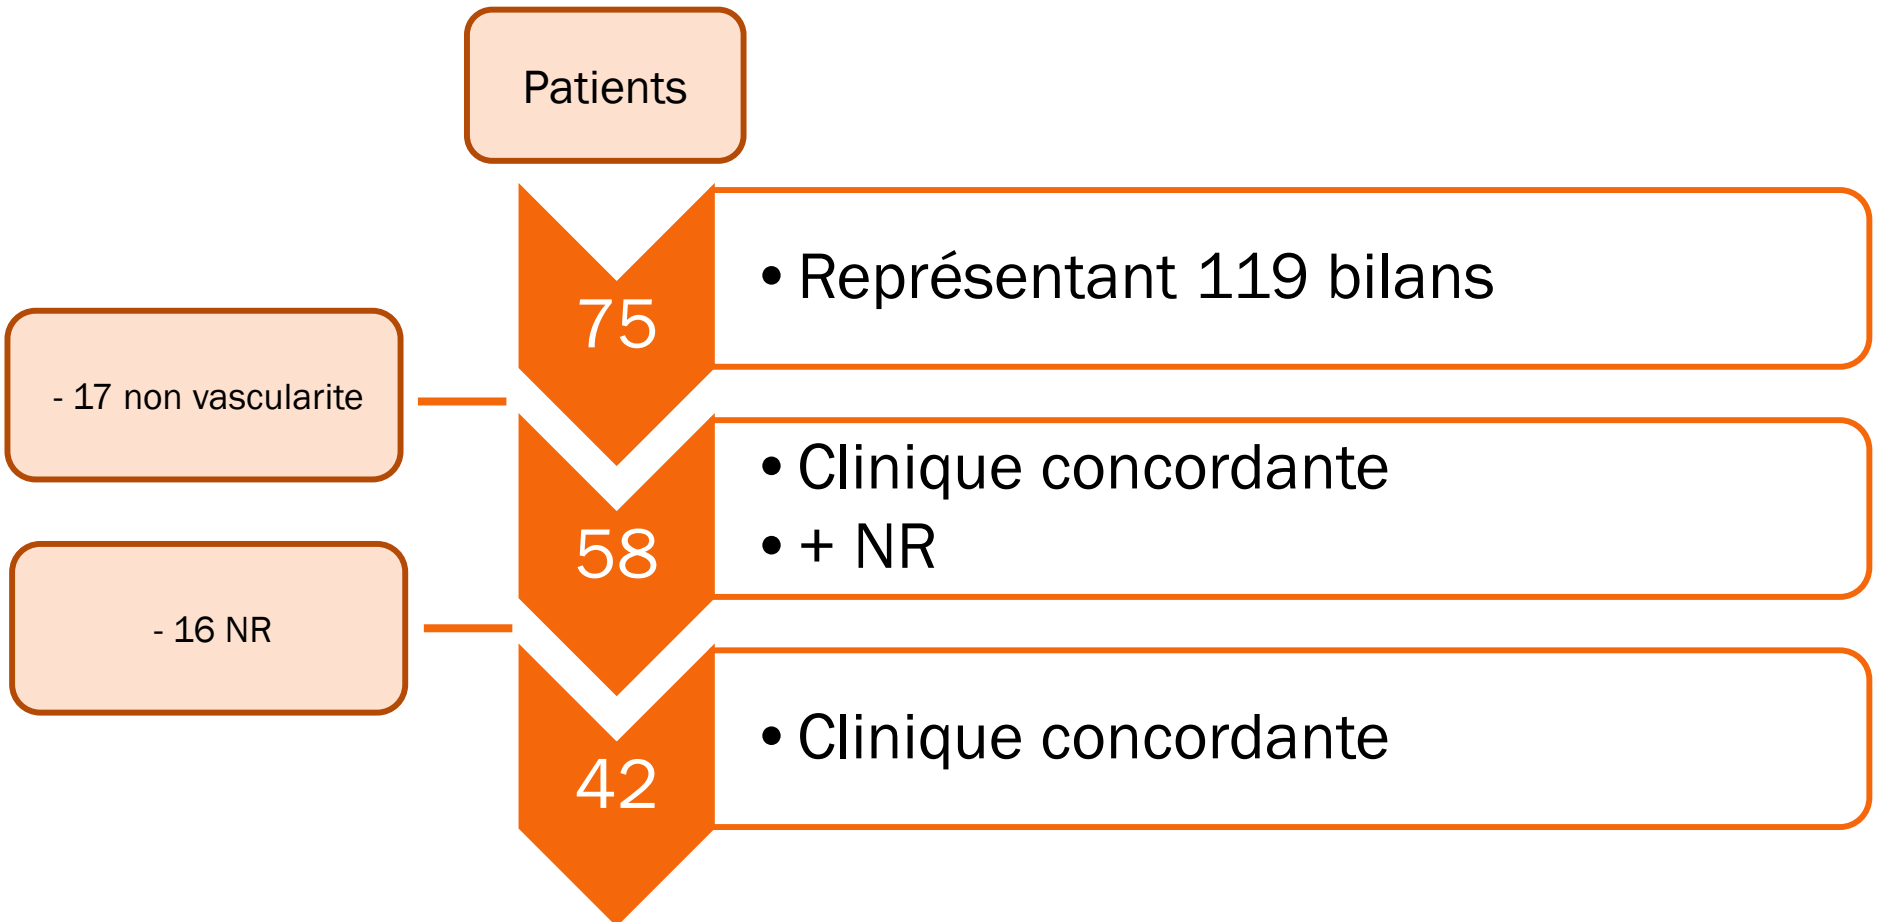 Patients
75
• Représentant 119 bilans
- 17 non vascularite
58
• Clinique concordante
• + NR
- 16 NR
42
• Clinique concordante